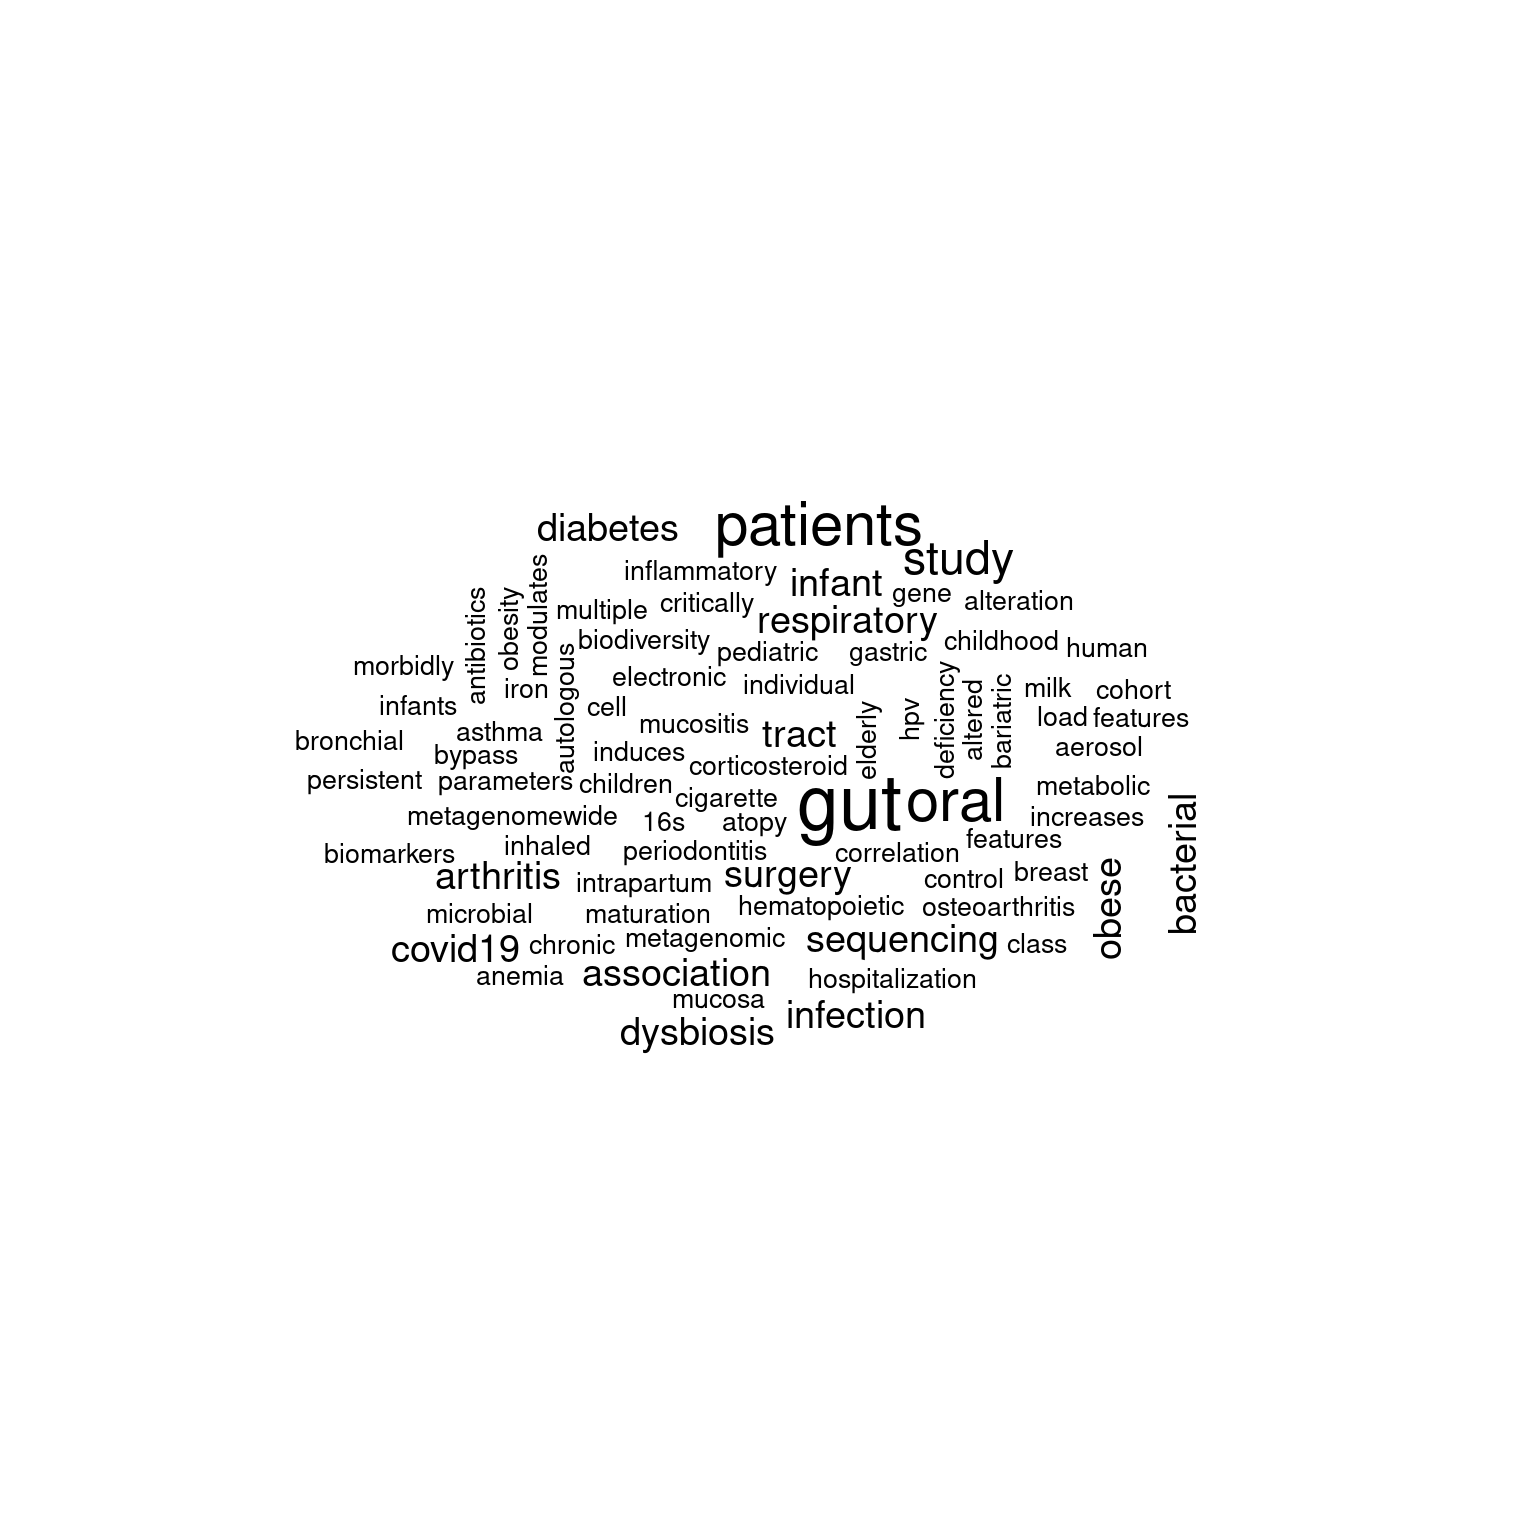 patients
diabetes
study
inflammatory
infant
gene
alteration
multiple
critically
respiratory
antibiotics
obesity
modulates
biodiversity
pediatric
gastric
childhood
human
morbidly
iron
autologous
electronic
individual
deficiency
altered
bariatric
milk
cohort
infants
cell
mucositis
tract
elderly
hpv
load
features
bronchial
asthma
bypass
induces
corticosteroid
aerosol
persistent
parameters
children
cigarette
gut
oral
metabolic
metagenomewide
16s
atopy
increases
bacterial
biomarkers
inhaled
periodontitis
correlation
features
arthritis
intrapartum
surgery
control
breast
obese
microbial
maturation
hematopoietic
osteoarthritis
covid19
chronic
metagenomic
sequencing
class
anemia
association
hospitalization
mucosa
infection
dysbiosis